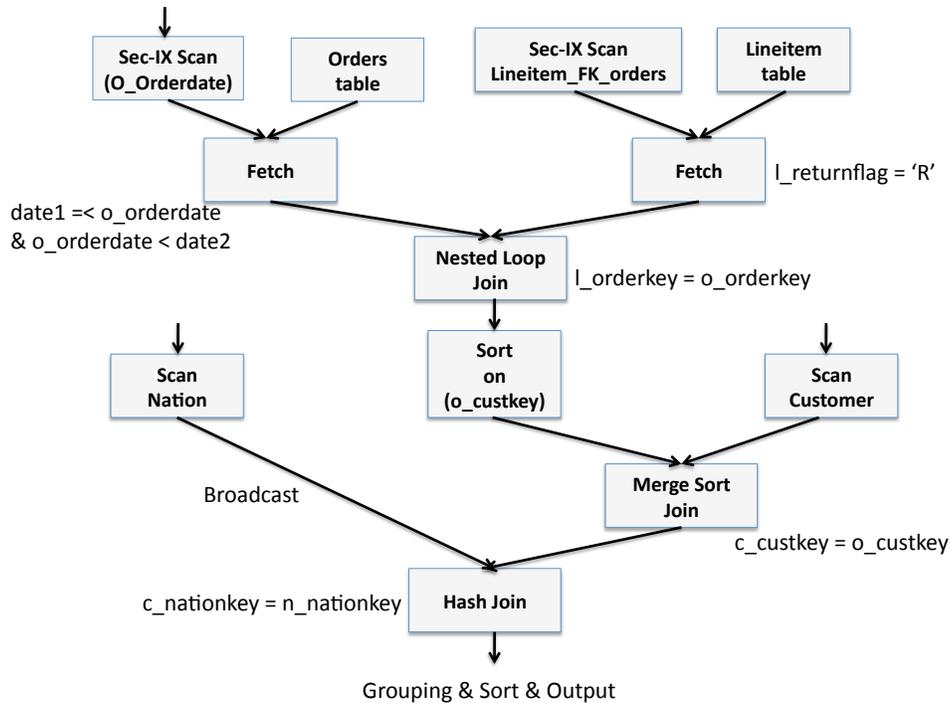 Sec-IX Scan
(O_Orderdate)
Orders
table
Sec-IX Scan
Lineitem_FK_orders
Lineitem
table
Fetch
Fetch
l_returnflag = ‘R’
date1 =< o_orderdate
& o_orderdate < date2
Nested Loop
Join
l_orderkey = o_orderkey
Scan
Nation
Sort
on
(o_custkey)
Scan
Customer
Broadcast
Merge Sort
Join
c_custkey = o_custkey
c_nationkey = n_nationkey
Hash Join
Grouping & Sort & Output